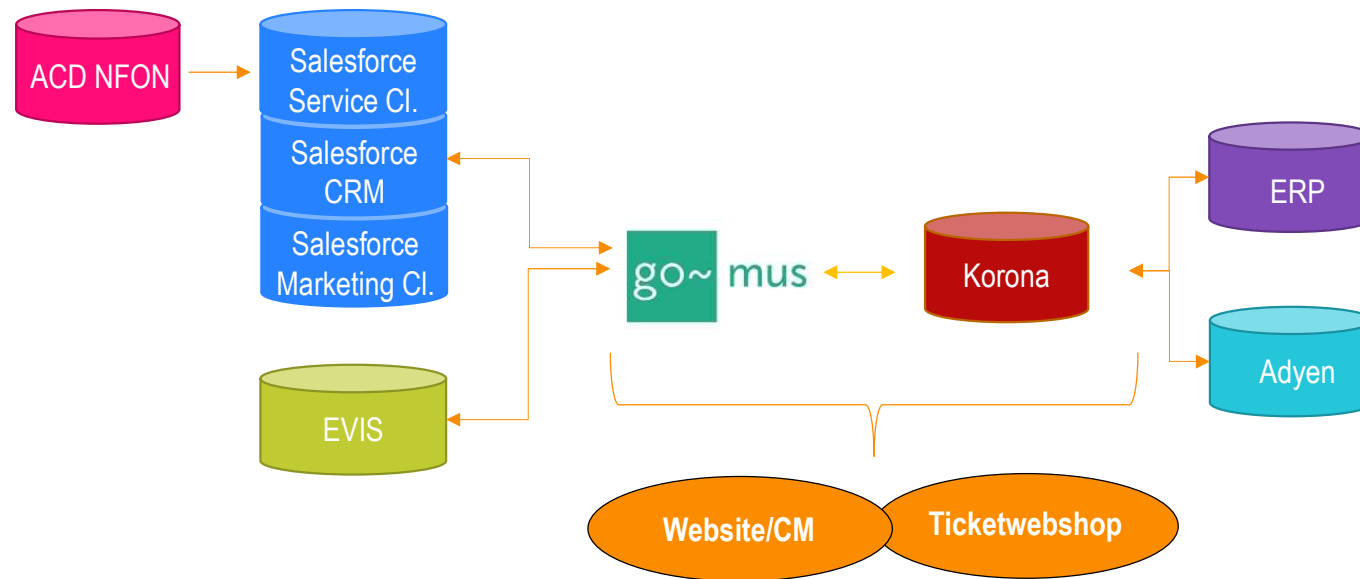 ACD NFON
Salesforce
Service Cl.
Salesforce
CRM
Salesforce
Marketing Cl.
EVIS
go~ mus
Korona
ERP
Adyen
Website/CM
Ticketwebshop